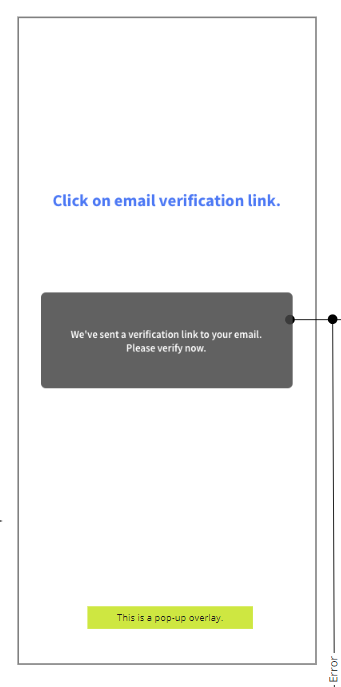 Click on email verification link.
We've sent a verification link to your email.
Please verify now.
This is a pop-up overlay.
Error